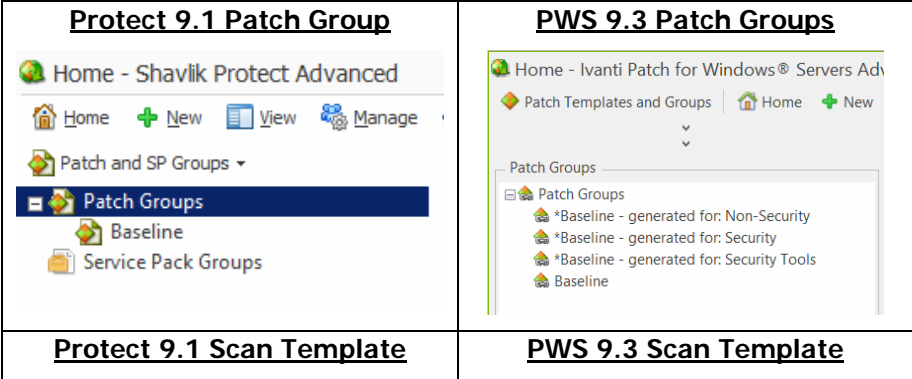 Protect 9.1 Patch Group
PWS 9.3 Patch Groups
Home - Shavlik Protect Advanced
Home New View Manage
Patch and SP Groups
Patch Groups
Baseline
Service Pack Groups
Home - Ivanti Patch for Windows® Servers Adv
Patch Templates and Groups Home New
Patch Groups
Patch Groups
*Baseline - generated for: Non-Security
*Baseline - generated for: Security
*Baseline - generated for: Security Tools
Baseline
Protect 9.1 Scan Template
PWS 9.3 Scan Template